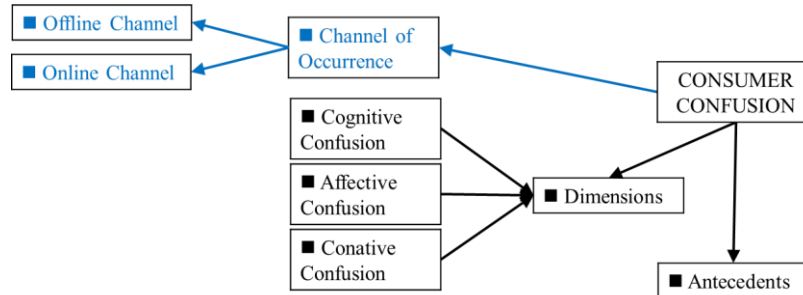 ■ Offline Channel
■ Online Channel
■ Channel of
Occurrence
CONSUMER
CONFUSION
■ Cognitive
Confusion
■ Affective
Confusion
■ Dimensions
■ Conative
Confusion
■ Antecedents